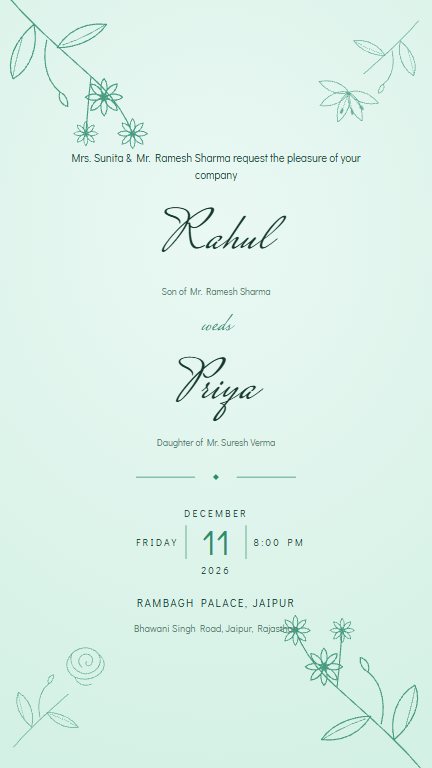 Mrs. Sunita & Mr. Ramesh Sharma request the pleasure of your
company
Rahul
Son of Mr. Ramesh Sharma
weds
Priya
Daughter of Mr. Suresh Verma
DECEMBER
FRIDAY 11 8:00 PM
2026
RAMBAGH PALACE, JAIPUR
Bhawani Singh Road, Jaipur, Rajasthan